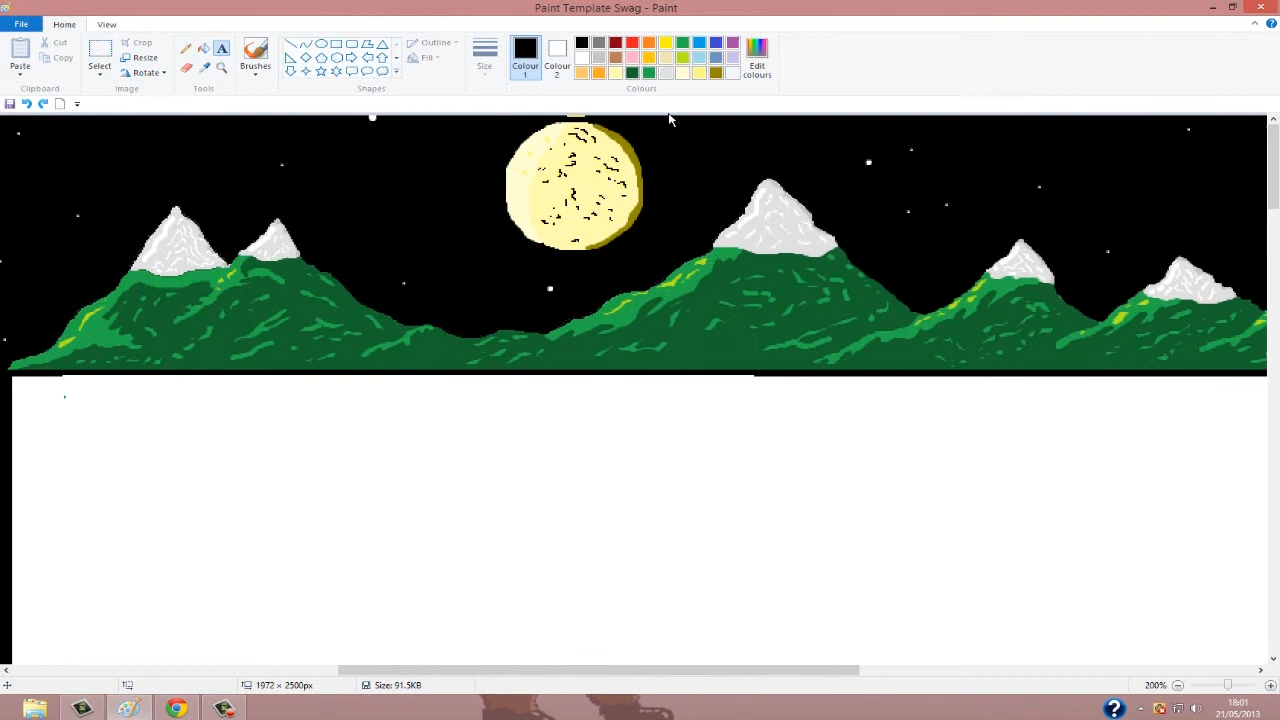 Paint Template Swag - Paint
File Home View
Paste
Cut
Copy
Clipboard
Select
Crop
Resize
Rotate
Image
A
Tools
Brushes
Outline
Fill
Shapes
Size
Colour
1
Colour
2
Edit
colours
Colours
1972 × 2500px
Size: 91.5KB
200%
18:01
21/05/2013